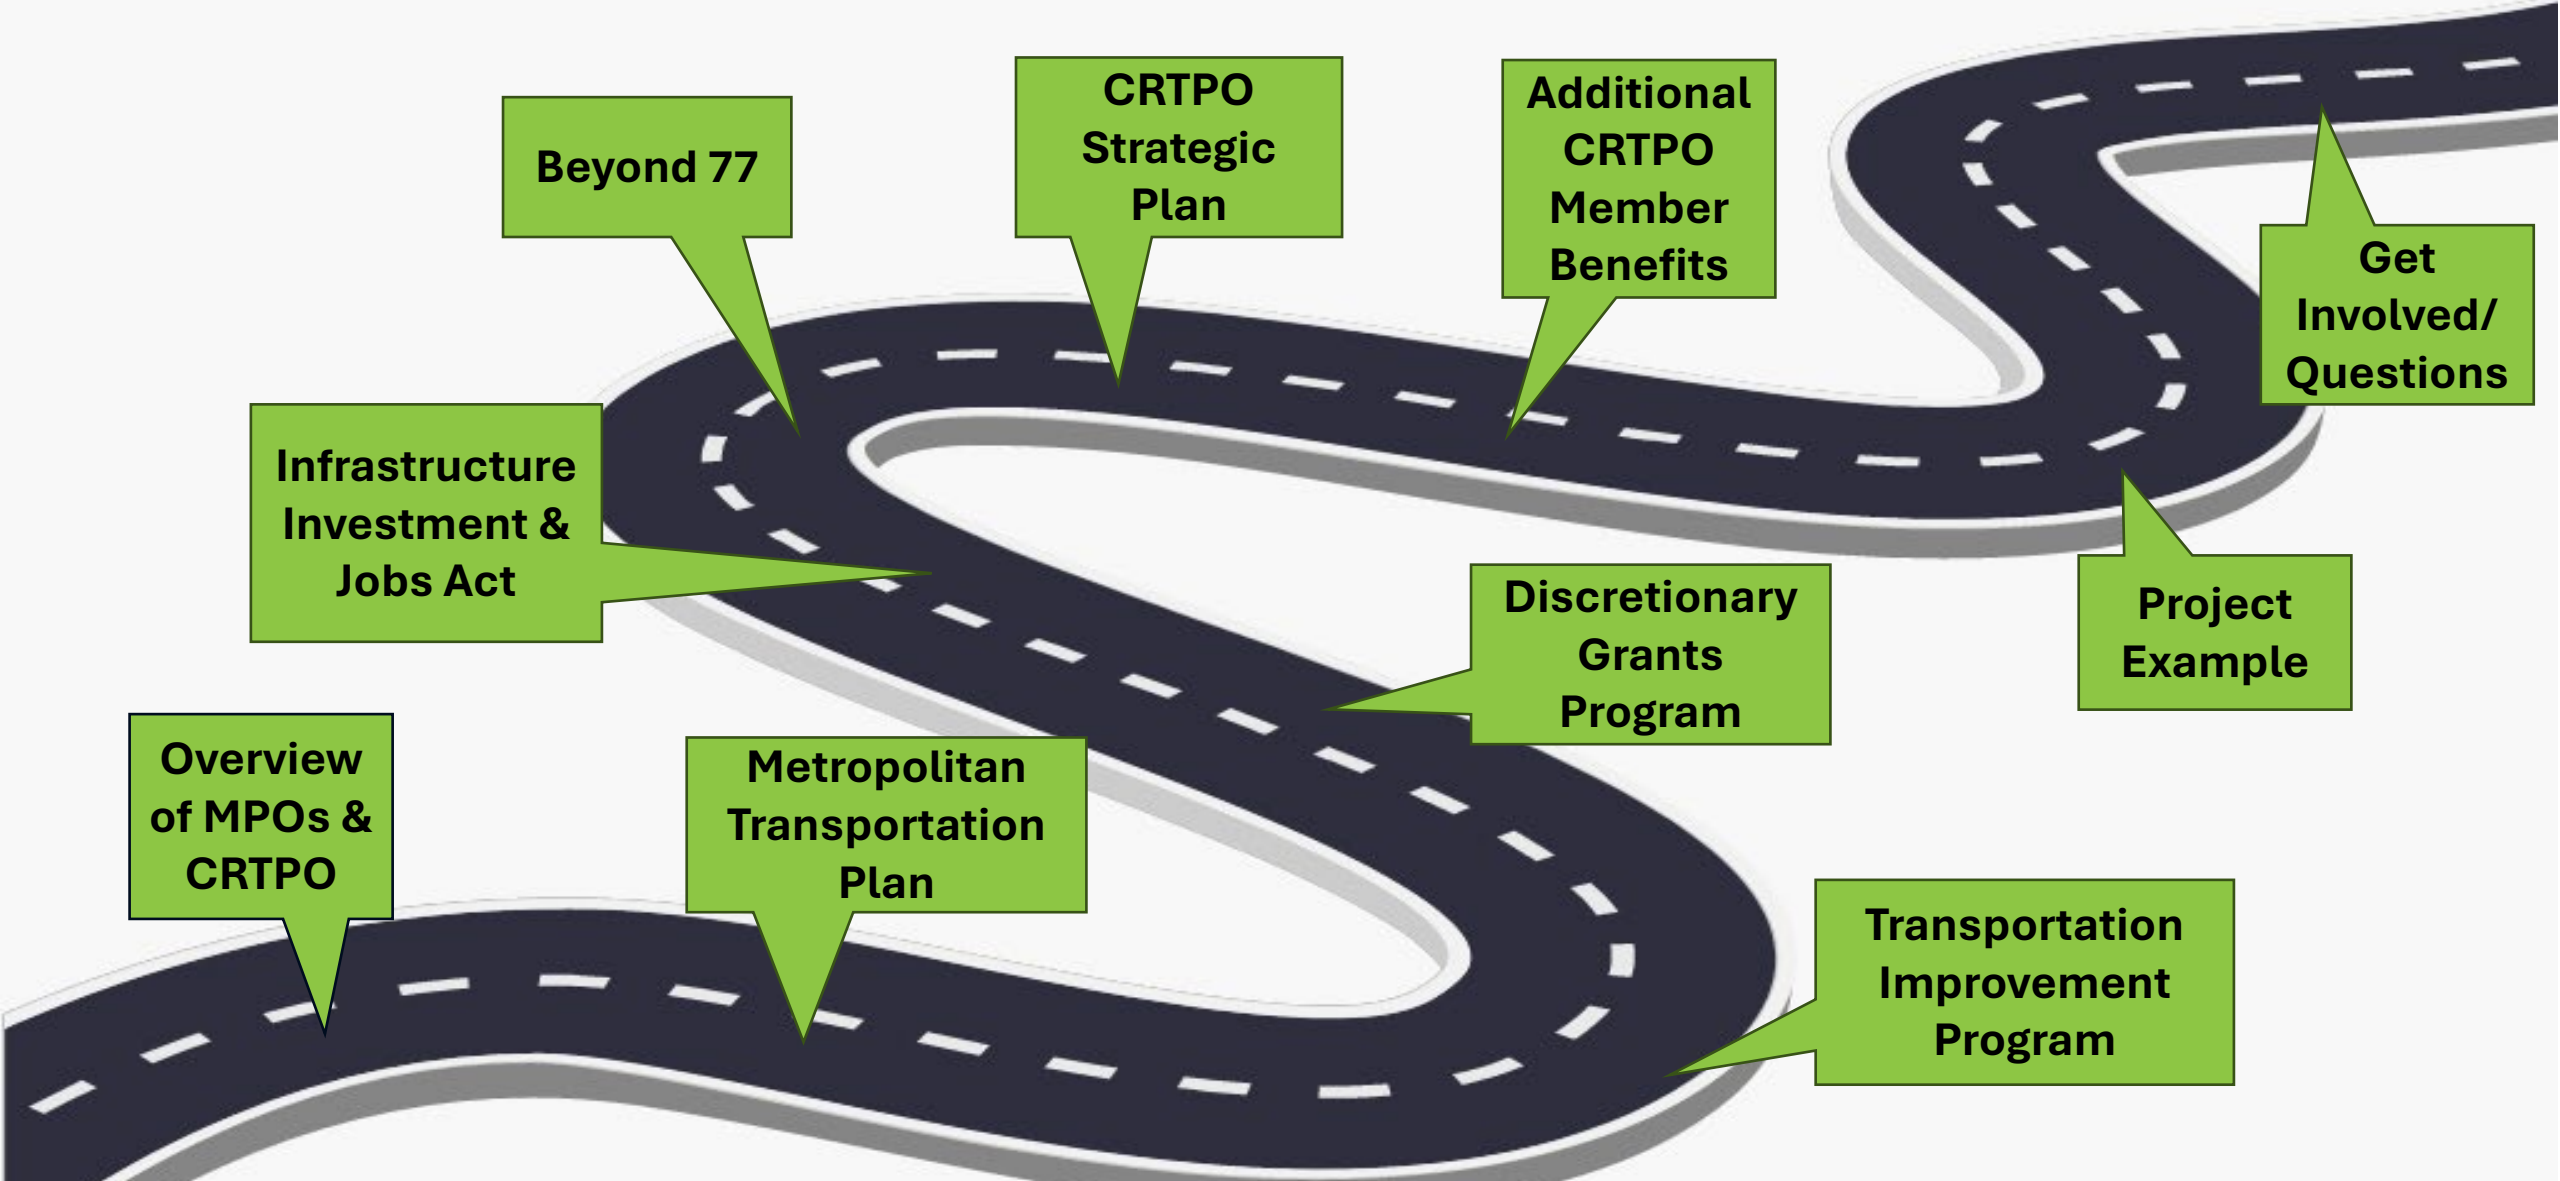 Beyond 77
CRTPO
Strategic
Plan
Additional
CRTPO
Member
Benefits
Get
Involved/
Questions
Infrastructure
Investment &
Jobs Act
Discretionary
Grants
Program
Project
Example
Overview
of MPOs &
CRTPO
Metropolitan
Transportation
Plan
Transportation
Improvement
Program